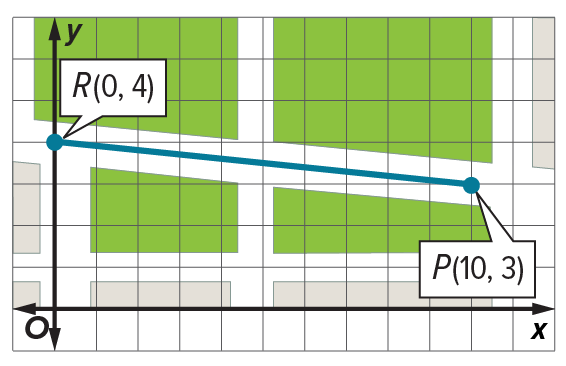 y
R(0, 4)
P(10, 3)
O
x